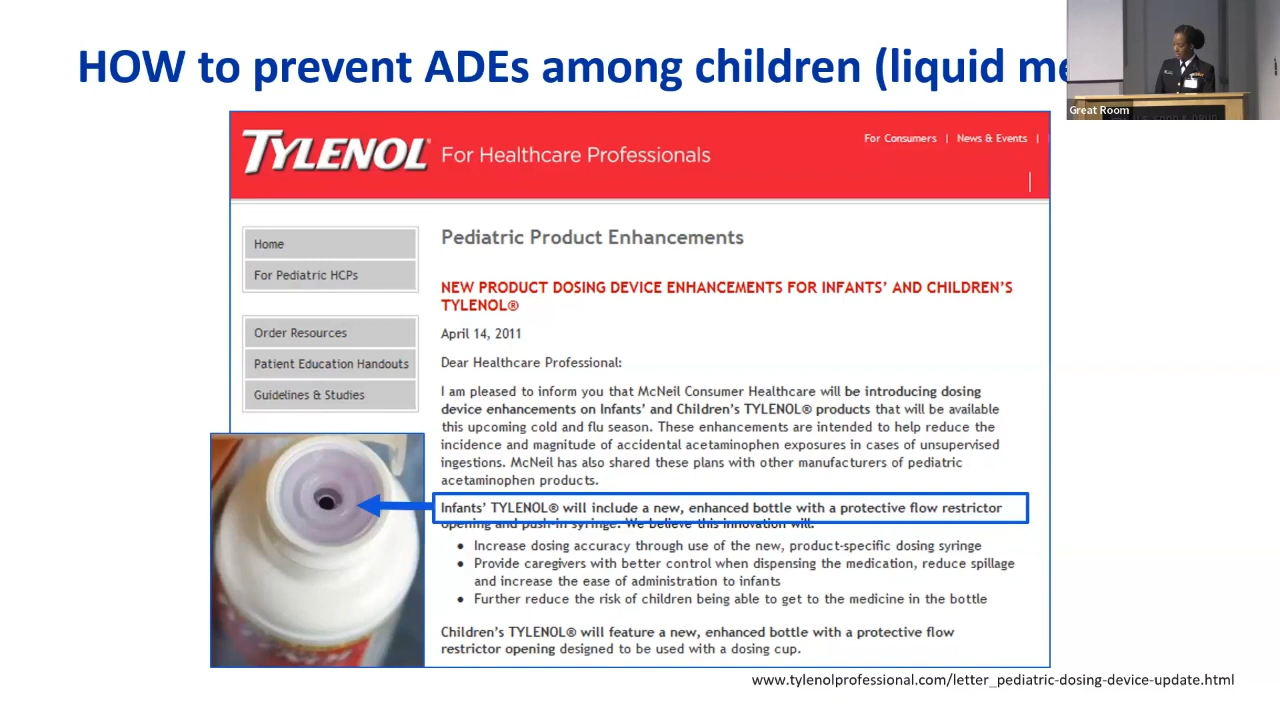 HOW to prevent ADEs among children (liquid me
Great Room
TYLENOL® For Healthcare Professionals
For Consumers | News & Events |
Home
For Pediatric HCPs
Order Resources
Patient Education Handouts
Guidelines & Studies
Pediatric Product Enhancements
NEW PRODUCT DOSING DEVICE ENHANCEMENTS FOR INFANTS' AND CHILDREN'S
TYLENOL®
April 14, 2011
Dear Healthcare Professional:
I am pleased to inform you that McNeil Consumer Healthcare will be introducing dosing
device enhancements on Infants' and Children's TYLENOL® products that will be available
this upcoming cold and flu season. These enhancements are intended to help reduce the
incidence and magnitude of accidental acetaminophen exposures in cases of unsupervised
ingestions. McNeil has also shared these plans with other manufacturers of pediatric
acetaminophen products.
Infants' TYLENOL® will include a new, enhanced bottle with a protective flow restrictor
opening and push-in syringe. We believe this innovation will:
• Increase dosing accuracy through use of the new, product-specific dosing syringe
• Provide caregivers with better control when dispensing the medication, reduce spillage
and increase the ease of administration to infants
• Further reduce the risk of children being able to get to the medicine in the bottle
Children's TYLENOL® will feature a new, enhanced bottle with a protective flow
restrictor opening designed to be used with a dosing cup.
www.tylenolprofessional.com/letter_pediatric-dosing-device-update.html